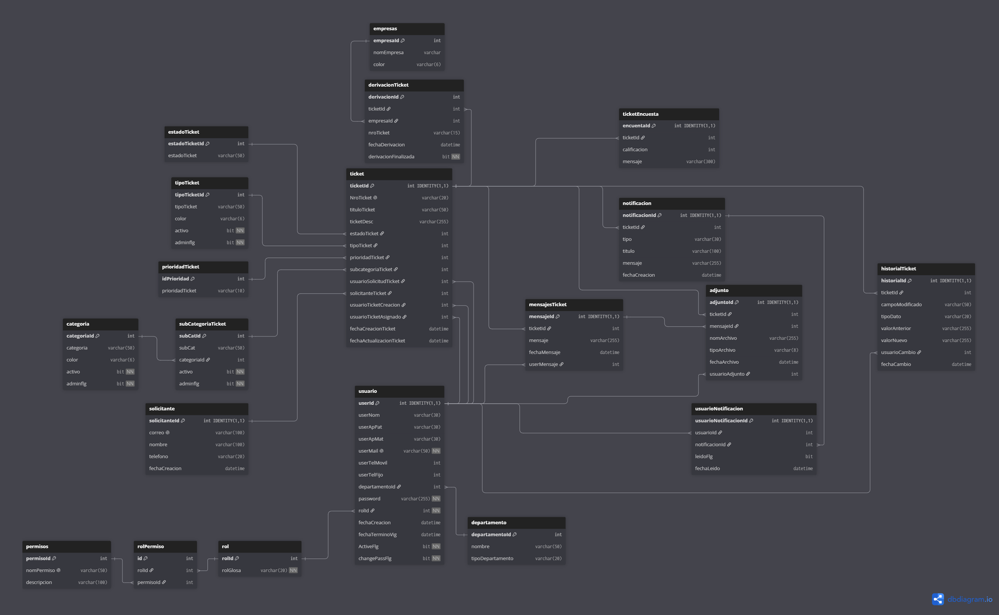 empresas
empresaId int
nomEmpresa varchar
color varchar(6)
derivacionTicket
derivacionId int
ticketId int
empresaId int
nroTicket varchar(15)
fechaDerivacion datetime
derivacionFinalizada bit NN
ticketEncuesta
encuentaId int IDENTITY(1,1)
ticketId int
calificacion int
mensaje varchar(300)
estadoTicket
estadoTicketId int
estadoTicket varchar(50)
tipoTicket
tipoTicketId int
tipoTicket varchar(50)
color varchar(6)
activo bit NN
adminflg bit NN
prioridadTicket
idPrioridad int
prioridadTicket varchar(10)
ticket
ticketId int IDENTITY(1,1)
NroTicket varchar(20)
tituloTicket varchar(50)
ticketDesc varchar(255)
estadoTicket int
tipoTicket int
prioridadTicket int
subcategoriaTicket int
usuarioSolicitudTicket int
solicitanteTicket int
usuarioTicketCreacion int
usuarioTicketAsignado int
fechaCreacionTicket datetime
fechaActualizacionTicket datetime
notificacion
notificacionId int IDENTITY(1,1)
ticketId int
tipo varchar(30)
titulo varchar(100)
mensaje varchar(255)
fechaCreacion datetime
historialTicket
historialId int IDENTITY(1,1)
ticketId int
campoModificado varchar(50)
tipoDato varchar(20)
valorAnterior varchar(255)
valorNuevo varchar(255)
usuarioCambio int
fechaCambio datetime
adjunto
adjuntoId int IDENTITY(1,1)
ticketId int
mensajeId int
nomArchivo varchar(255)
tipoArchivo varchar(8)
fechaArchivo datetime
usuarioAdjunto int
mensajesTicket
mensajeId int IDENTITY(1,1)
ticketId int
mensaje varchar(255)
fechaMensaje datetime
userMensaje int
categoria
categoriaId int
categoria varchar(50)
color varchar(6)
activo bit NN
adminflg bit NN
subCategoriaTicket
subCatId int
subCat varchar(50)
categoriaId int
activo bit NN
adminflg bit NN
solicitante
solicitanteId int IDENTITY(1,1)
correo varchar(100)
nombre varchar(100)
telefono varchar(20)
fechaCreacion datetime
usuario
userId int IDENTITY(1,1)
userNom varchar(30)
userApPat varchar(30)
userApMat varchar(30)
userMail varchar(50) NN
userTelMovil int
userTelFijo int
departamentoId int
password varchar(255) NN
rolId int NN
fechaCreacion datetime
fechaTerminoVig datetime
ActiveFlg bit NN
changePassFlg bit NN
usuarioNotificacion
usuarioNotificacionId int IDENTITY(1,1)
usuarioId int
notificacionId int
leidoFlg bit
fechaLeido datetime
departamento
departamentoId int
nombre varchar(50)
tipoDepartamento varchar(20)
permisos
permisoId int
nomPermiso varchar(50)
descripcion varchar(100)
rolPermiso
id int
rolId int
permisoId int
rol
rolId int
rolGlosa varchar(20) NN
dbdiagram.io